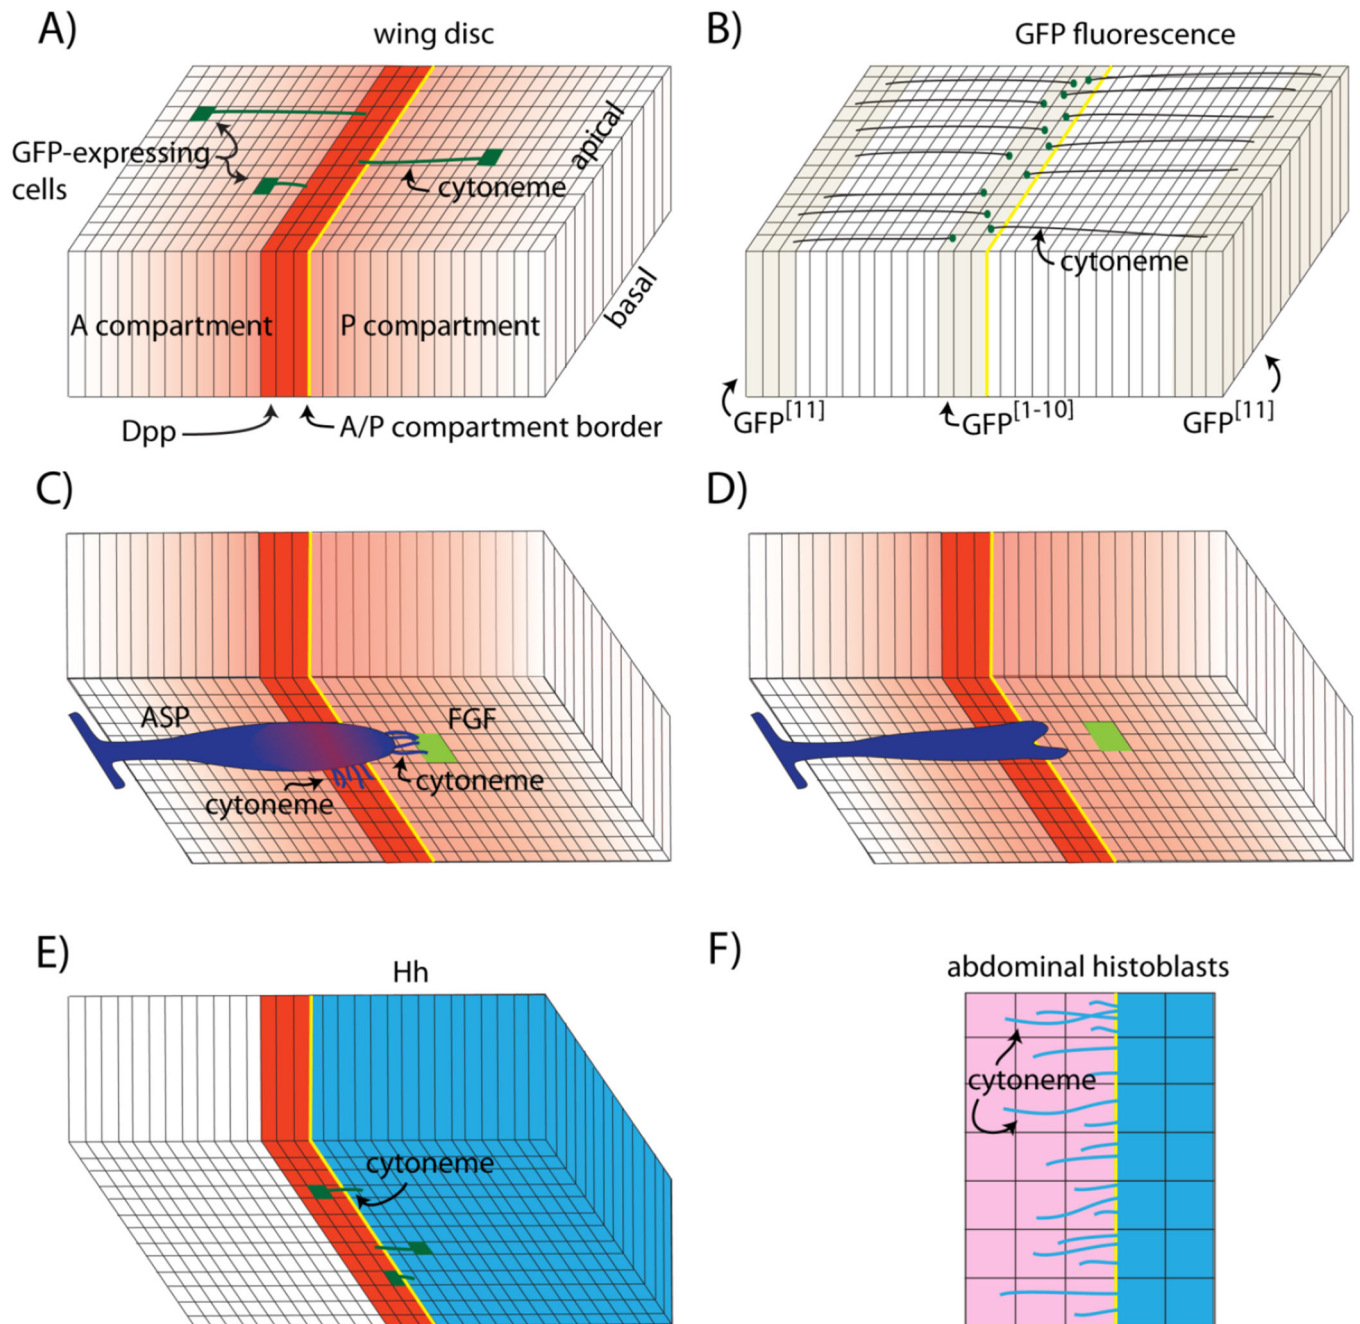 A)
wing disc
GFP-expressing
cells
cytoneme
apical
basal
A compartment
P compartment
Dpp
A/P compartment border
B)
GFP fluorescence
cytoneme
GFP[11]
GFP[1-10]
GFP[11]
C)
ASP
FGF
cytoneme
cytoneme
D)
E)
Hh
cytoneme
F)
abdominal histoblasts
cytoneme